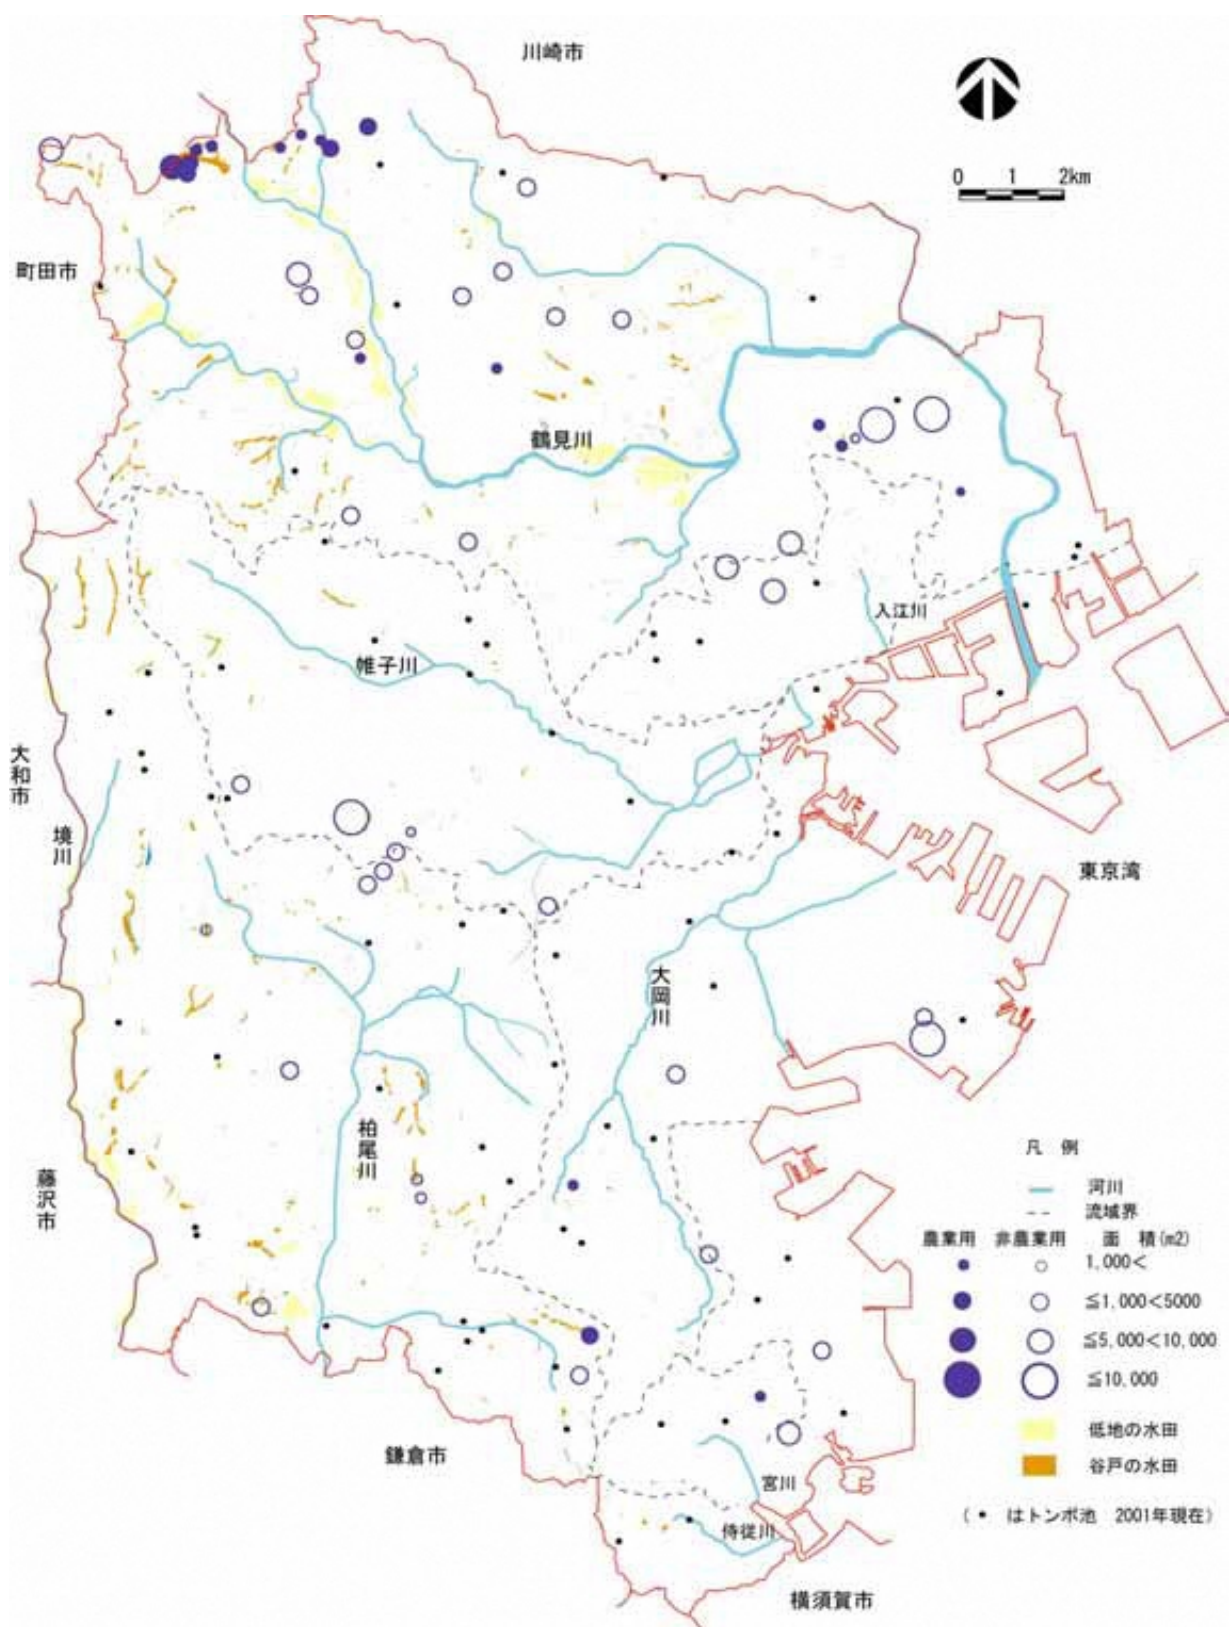 川崎市
0 1 2km
町田市
鶴見川
入江川
帷子川
大和市
境川
東京湾
大岡川
柏尾川
藤沢市
凡 例
河川
流域界
農業用 非農業用 面 積(m2)
1,000<
≦1,000<5000
≦5,000<10,000
≦10,000
低地の水田
谷戸の水田
(・はトンボ池 2001年現在)
鎌倉市
宮川
侍従川
横須賀市